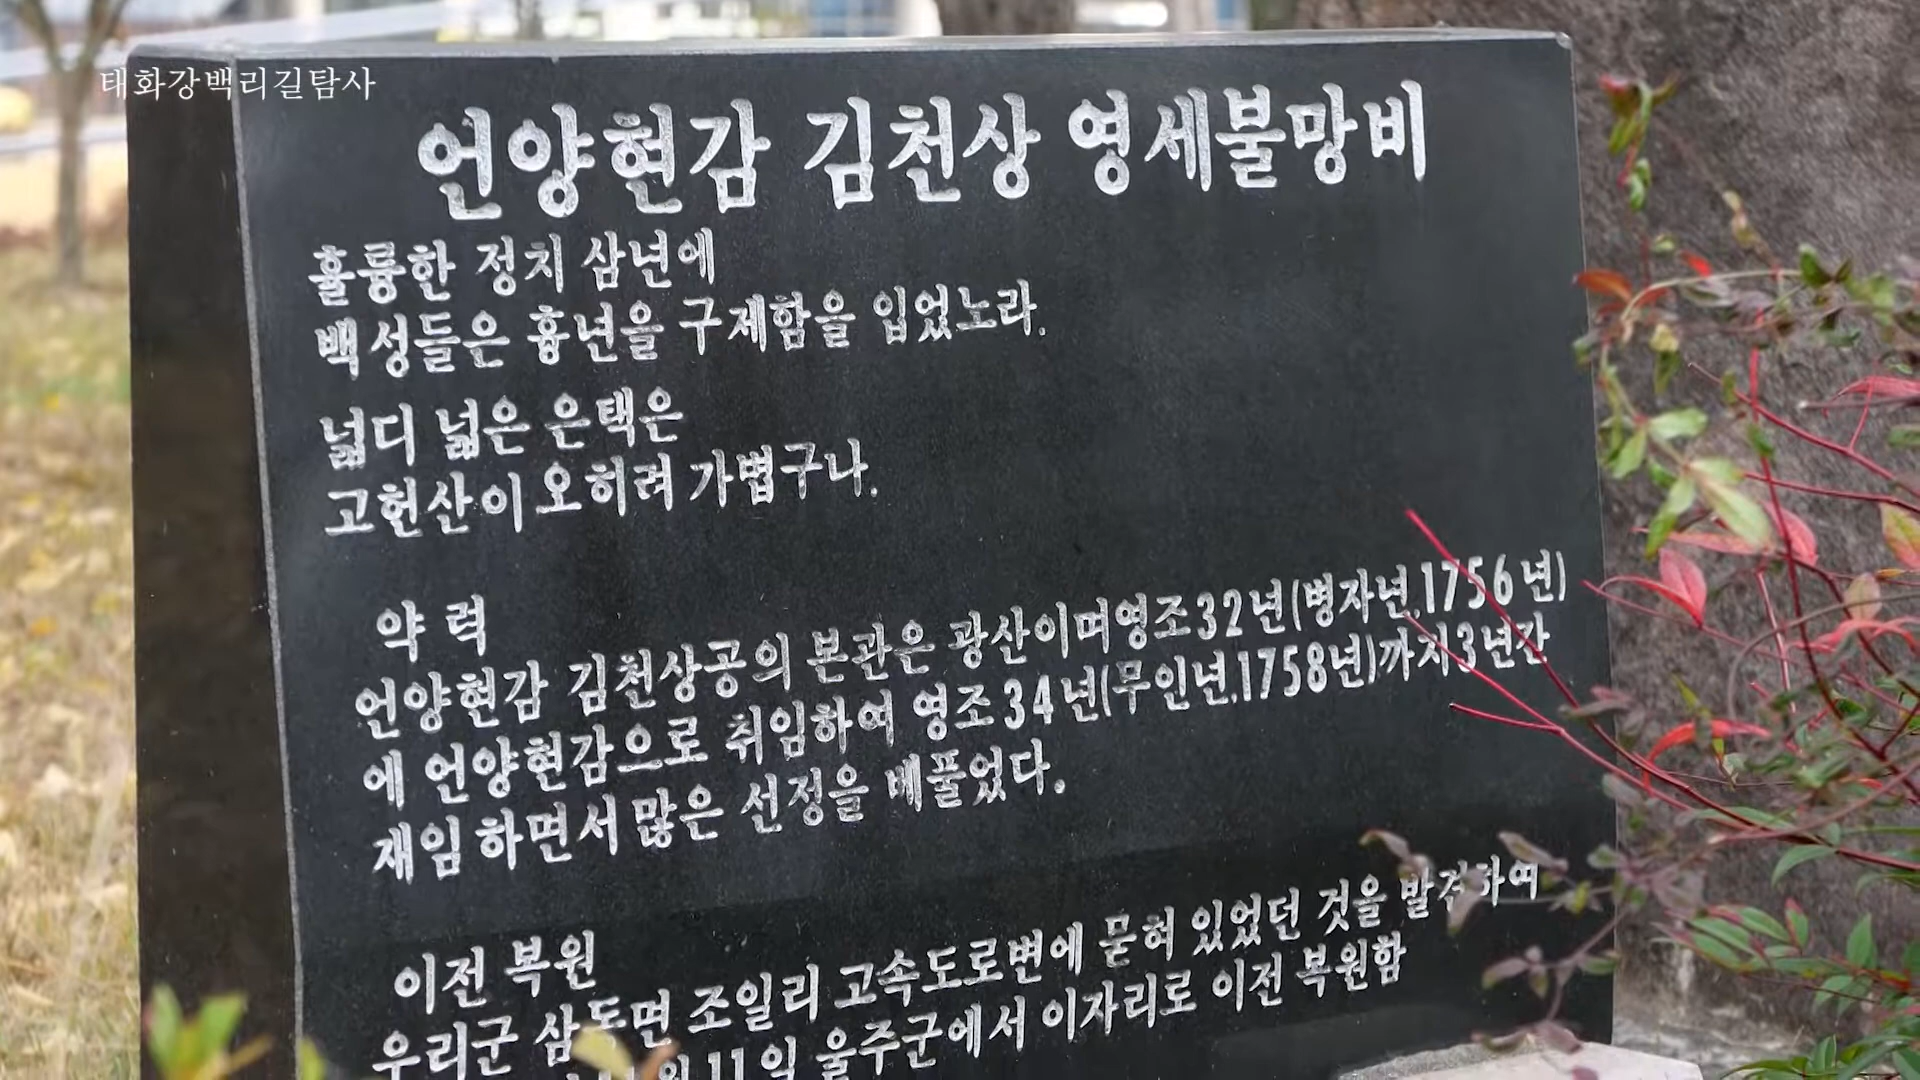 태화강백리길탐사
언양현감 김천상 영세불망비
훌륭한 정치 삼년에
백성들은 흉년을 구제함을 입었노라.
넓디 넓은 은택은
고헌산이 오히려 가볍구나.
약 력
언양현감 김천상공의 본관은 광산이며영조32년(병자년,1756년)
에 언양현감으로 취임하여 영조34년(무인년,1758년)까지3년간
재임하면서 많은 선정을 베풀었다.
이전 복원
우리군 삼동면 조일리 고속도로변에 묻혀 있었던 것을 발견하여
월11일 울주군에서 이자리로 이전 복원함